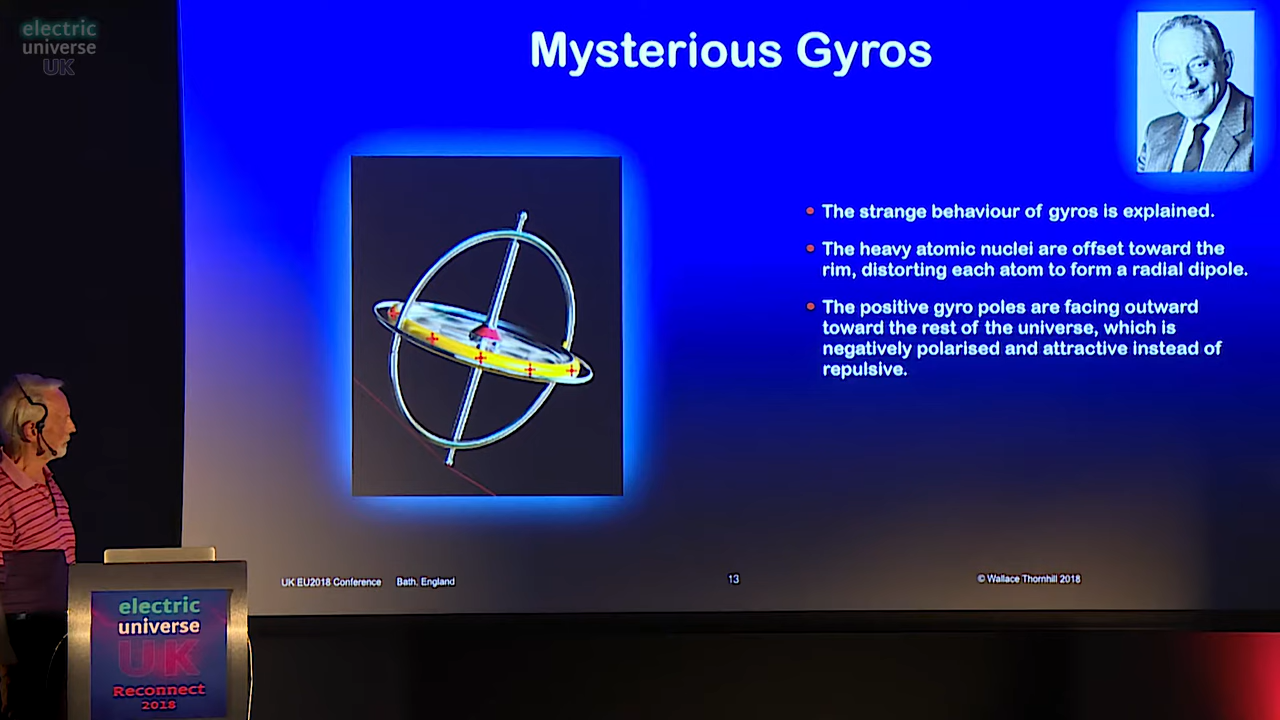 electric
universe
UK
Mysterious Gyros
The strange behaviour of gyros is explained.
The heavy atomic nuclei are offset toward the
rim, distorting each atom to form a radial dipole.
The positive gyro poles are facing outward
toward the rest of the universe, which is
negatively polarised and attractive instead of
repulsive.
UK EU2018 Conference Bath, England
13
© Wallace Thornhill 2018
electric
universe
UK
Reconnect
2018